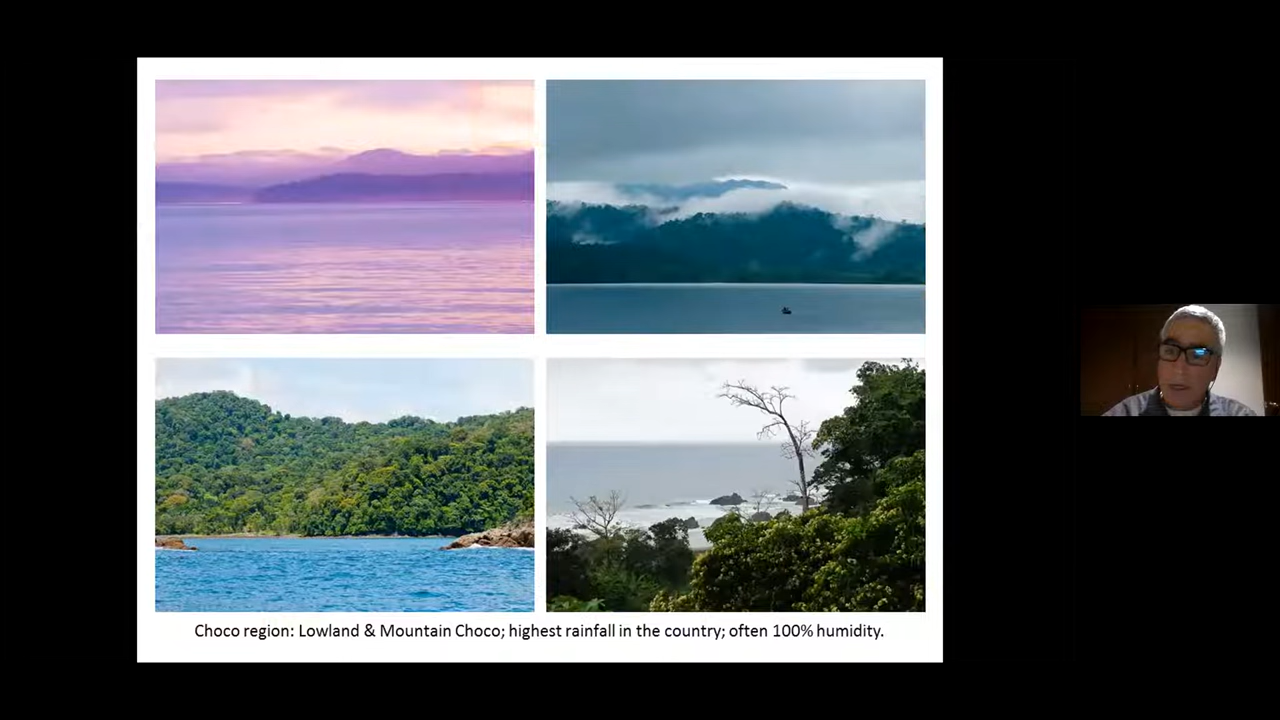 Choco region: Lowland & Mountain Choco; highest rainfall in the country; often 100% humidity.